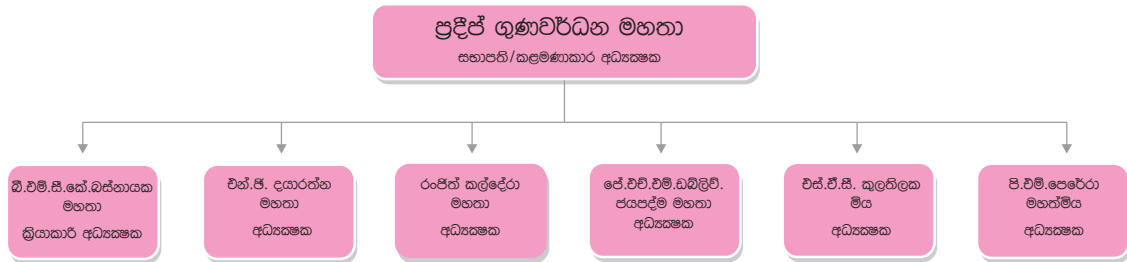 ප්‍රදීප් ගුණවර්ධන මහතා
සභාපති/කළමණාකාර අධ්‍යක්ෂක
බී.එම්.සී.කේ.බස්නායක
මහතා
ක්‍රියාකාරී අධ්‍යක්ෂක
එන්.ජි. දයාරත්න
මහතා
අධ්‍යක්ෂක
රංජිත් කල්දේරා
මහතා
අධ්‍යක්ෂක
ජේ.එච්.එම්.ඩබ්ලිව්.
ජයපද්ම මහතා
අධ්‍යක්ෂක
එස්.ඒ.සී. කුලතිලක
මිය
අධ්‍යක්ෂක
පි.එම්.පෙරේරා
මහත්මිය
අධ්‍යක්ෂක